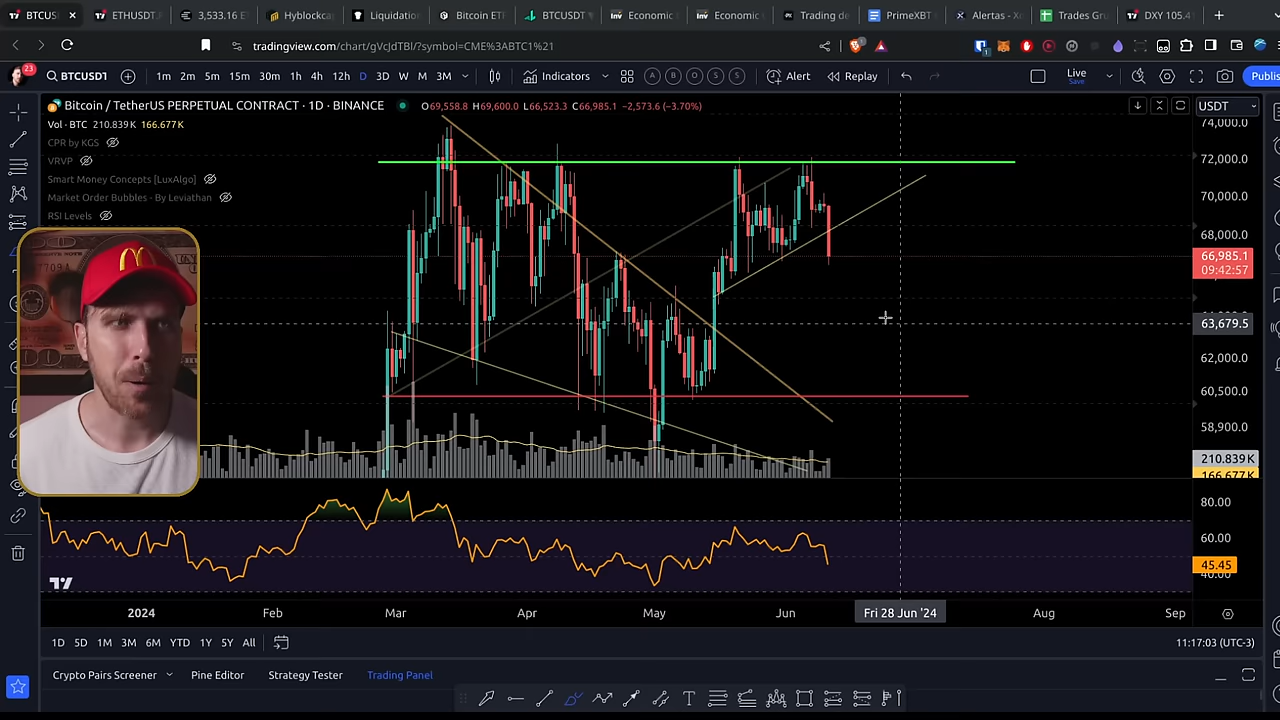 BTCUSI
ETHUSDT.
3,533.16 E
Hyblockca
Liquidation
Bitcoin ETF
BTCUSDT
Economic
Economic
Trading de
PrimeXBT
Alertas - Xc
Trades Gru
DXY 105.4
tradingview.com/chart/gVcJdTBI/?symbol=CME%3ABTC1%21
23
BTCUSD1
1m 2m 5m 15m 30m 1h 4h 12h D 3D W M 3M
Indicators
A B O S S
Alert
Replay
Live
Save
Publis
Bitcoin / TetherUS PERPETUAL CONTRACT · 1D · BINANCE
O69,558.8 H69,600.0 L66,523.3 C66,985.1 −2,573.6 (−3.70%)
USDT
Vol · BTC 210.839K 166.677K
CPR by KGS
VRVP
Smart Money Concepts [LuxAlgo]
Market Order Bubbles - By Leviathan
RSI Levels
74,000.0
72,000.0
70,000.0
68,000.0
66,985.1
09:42:57
63,679.5
62,000.0
60,500.0
58,900.0
210.839K
166.677K
80.00
60.00
45.45
40.00
2024 Feb Mar Apr May Jun Fri 28 Jun '24 Aug Sep
1D 5D 1M 3M 6M YTD 1Y 5Y All
11:17:03 (UTC-3)
Crypto Pairs Screener
Pine Editor
Strategy Tester
Trading Panel